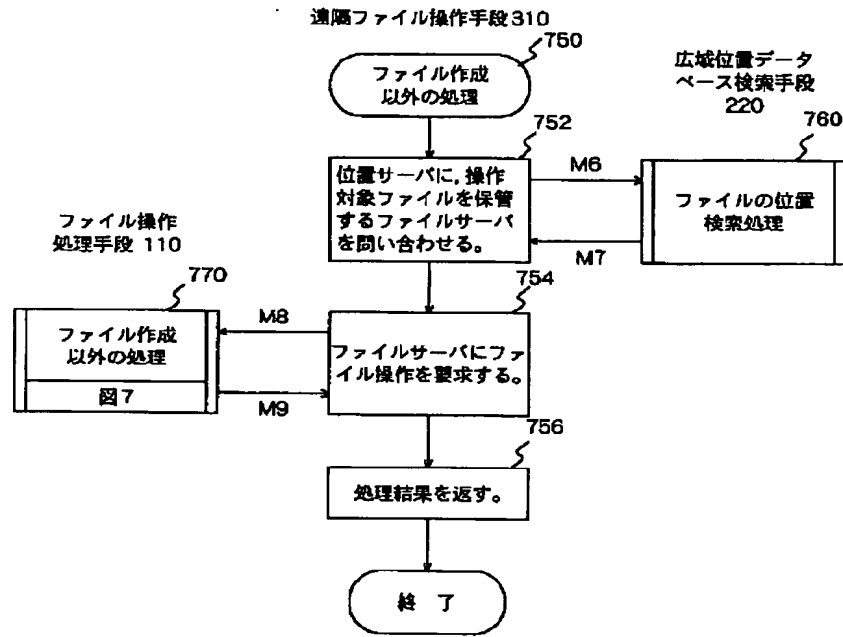 遠隔ファイル操作手段310
750
ファイル作成
以外の処理
広域位置データ
ベース検索手段
220
752
760
位置サーバに,操作
対象ファイルを保管
するファイルサーバ
を問い合わせる。
M6
M7
ファイルの位置
検索処理
ファイル操作
処理手段 110
770
754
ファイル作成
以外の処理
図7
M8
M9
ファイルサーバにファ
イル操作を要求する。
756
処理結果を返す。
終 了